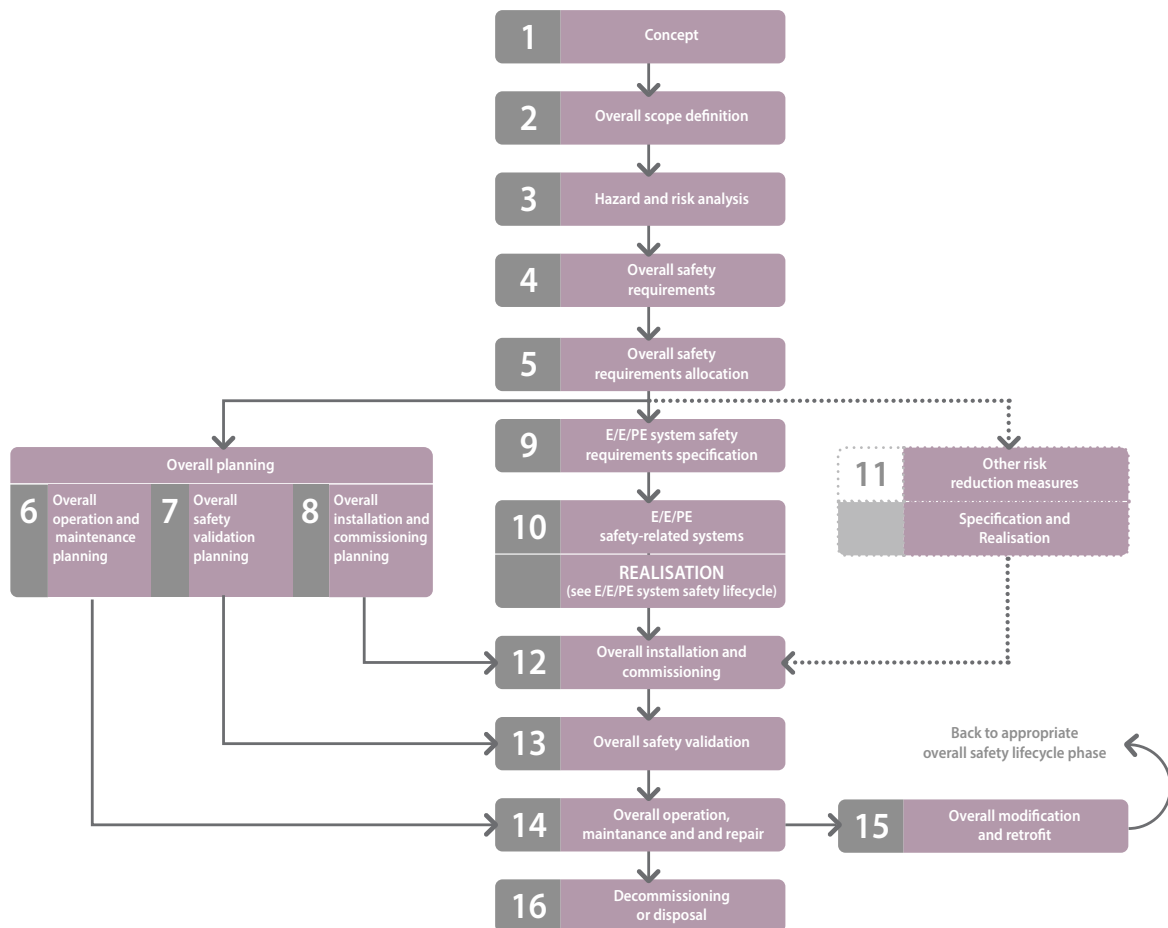 1
Concept
2
Overall scope definition
3
Hazard and risk analysis
4
Overall safety
requirements
5
Overall safety
requirements allocation
Overall planning
6
Overall
operation and
maintenance
planning
7
Overall
safety
validation
planning
8
Overall
installation and
commissioning
planning
9
E/E/PE system safety
requirements specification
10
E/E/PE
safety-related systems
REALISATION
(see E/E/PE system safety lifecycle)
11
Other risk
reduction measures
Specification and
Realisation
12
Overall installation and
commissioning
13
Overall safety validation
Back to appropriate
overall safety lifecycle phase
14
Overall operation,
maintanance and and repair
15
Overall modification
and retrofit
16
Decommissioning
or disposal